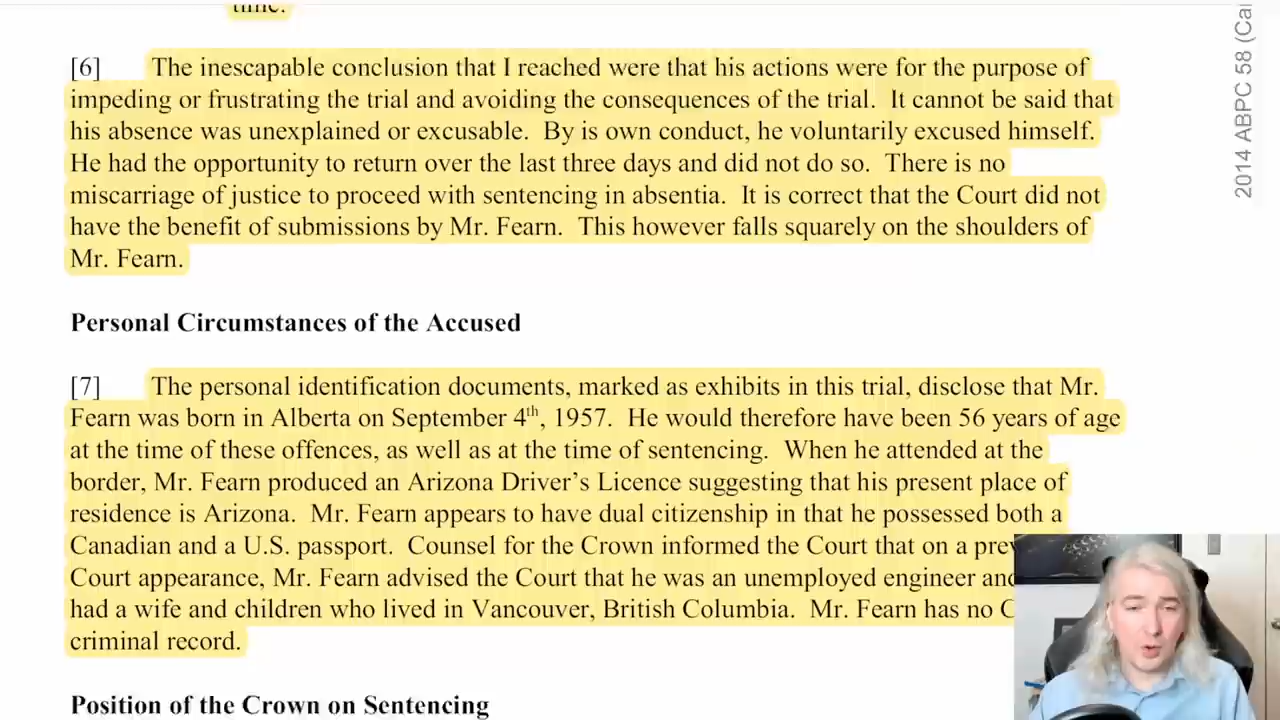 time.
[6] The inescapable conclusion that I reached were that his actions were for the purpose of
impeding or frustrating the trial and avoiding the consequences of the trial. It cannot be said that
his absence was unexplained or excusable. By is own conduct, he voluntarily excused himself.
He had the opportunity to return over the last three days and did not do so. There is no
miscarriage of justice to proceed with sentencing in absentia. It is correct that the Court did not
have the benefit of submissions by Mr. Fearn. This however falls squarely on the shoulders of
Mr. Fearn.
Personal Circumstances of the Accused
[7] The personal identification documents, marked as exhibits in this trial, disclose that Mr.
Fearn was born in Alberta on September 4th, 1957. He would therefore have been 56 years of age
at the time of these offences, as well as at the time of sentencing. When he attended at the
border, Mr. Fearn produced an Arizona Driver's Licence suggesting that his present place of
residence is Arizona. Mr. Fearn appears to have dual citizenship in that he possessed both a
Canadian and a U.S. passport. Counsel for the Crown informed the Court that on a
Court appearance, Mr. Fearn advised the Court that he was an unemployed engineer
had a wife and children who lived in Vancouver, British Columbia. Mr. Fearn has no
criminal record.
Position of the Crown on Sentencing
2014 ABPC 58